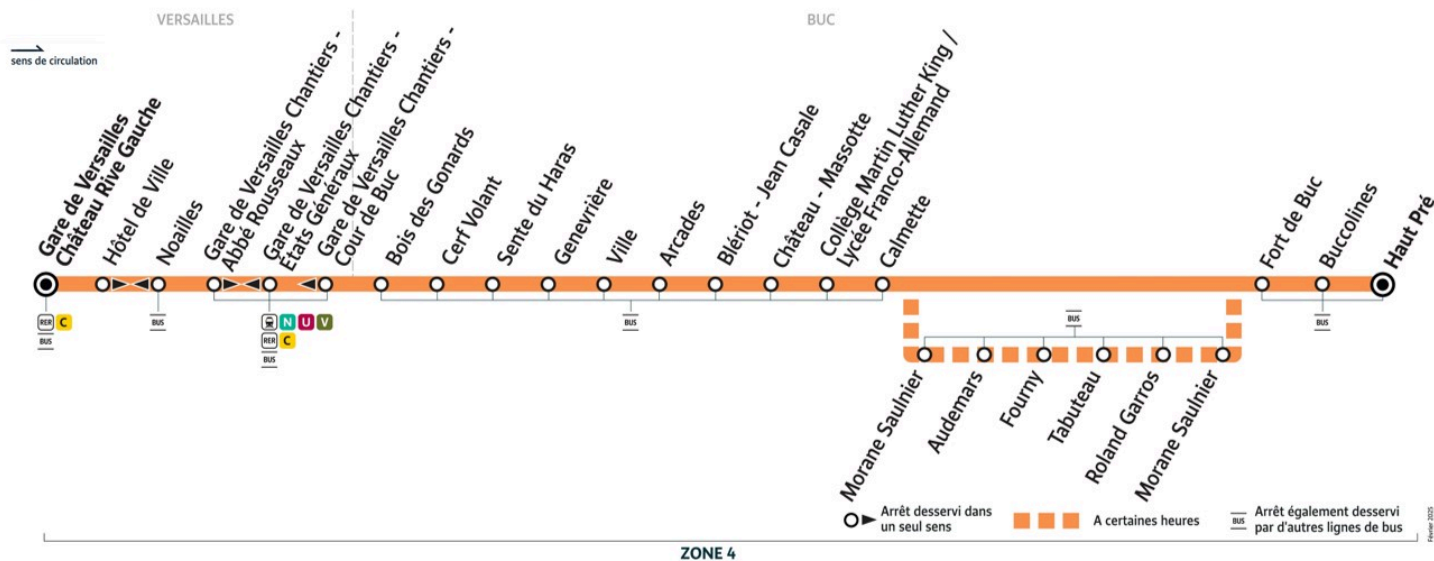 VERSAILLES
BUC
sens de circulation
Gare de Versailles
Château Rive Gauche
Hôtel de Ville
Noailles
Gare de Versailles Chantiers -
Abbé Rousseaux
Gare de Versailles Chantiers -
États Généraux
Gare de Versailles Chantiers -
Cour de Buc
Bois des Gonards
Cerf Volant
Sente du Haras
Genevrière
Ville
Arcades
Blériot - Jean Casale
Château - Massotte
Collège Martin Luther King /
Lycée Franco-Allemand
Calmette
Fort de Buc
Buccolines
Haut Pré
RER C
BUS
BUS
N U V
RER C
BUS
BUS
BUS
BUS
Morane Saulnier
Audemars
Fourny
Tabuteau
Roland Garros
Morane Saulnier
Arrêt desservi dans
un seul sens
A certaines heures
BUS
Arrêt également desservi
par d'autres lignes de bus
Février 2025
ZONE 4